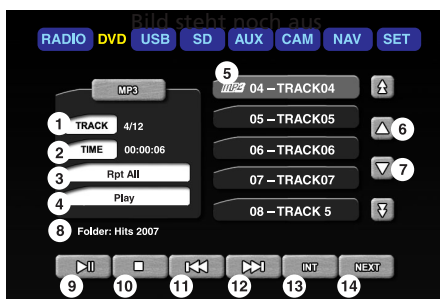 Bild steht noch aus
RADIO DVD USB SD AUX CAM NAV SET
MP3
1 TRACK 4/12
2 TIME 00:00:06
3 Rpt All
4 Play
8 Folder: Hits 2007
5
MP3 04 – TRACK04
05 – TRACK05
6
06 – TRACK06
7
07 – TRACK07
08 – TRACK 5
INT NEXT
9 10 11 12 13 14